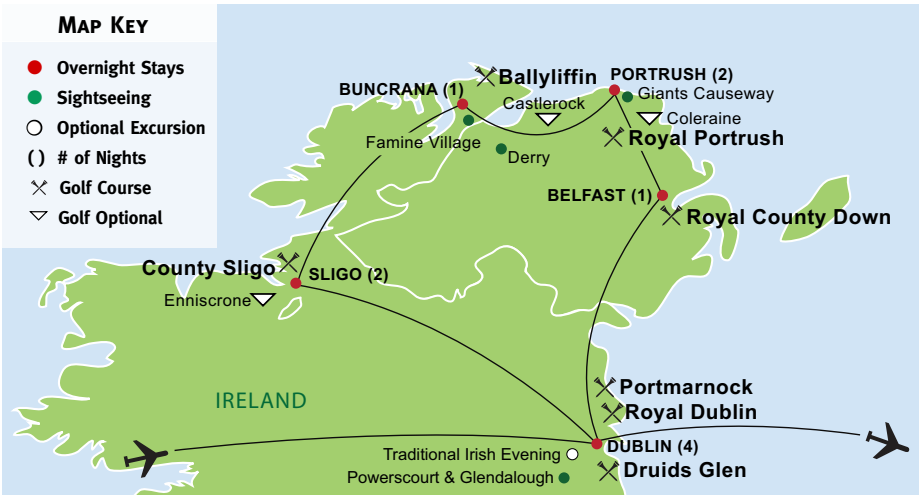 MAP KEY
Overnight Stays
Sightseeing
Optional Excursion
( ) # of Nights
Golf Course
Golf Optional
Ballyliffin
PORTRUSH (2)
BUNCRANA (1)
Giants Causeway
Castlerock
Coleraine
Famine Village
Royal Portrush
Derry
BELFAST (1)
Royal County Down
County Sligo
SLIGO (2)
Enniscrone
IRELAND
Portmarnock
Royal Dublin
DUBLIN (4)
Traditional Irish Evening
Druids Glen
Powerscourt & Glendalough